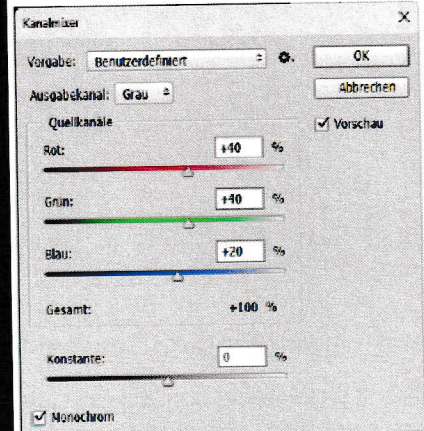 Kanalmixer
Vorgabe: Benutzerdefiniert
OK
Ausgabekanal: Grau
Abbrechen
Quellkanäle
Vorschau
Rot: +40 %
Grün: +40 %
Blau: +20 %
Gesamt: +100 %
Konstante: 0 %
Monochrom